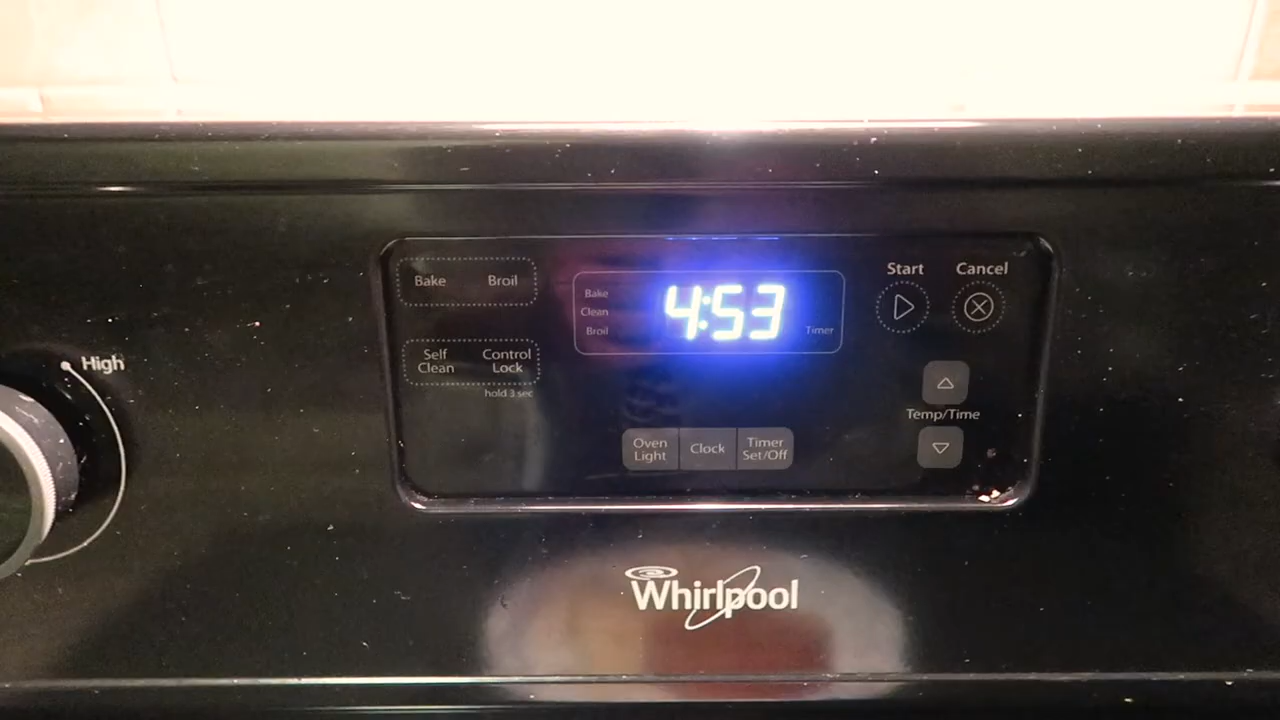 Bake Broil
Self Clean
Control Lock
hold 3 sec
Bake
Clean
Broil
4:53
Timer
Start
Cancel
Temp/Time
Oven Light
Clock
Timer Set/Off
High
Whirlpool